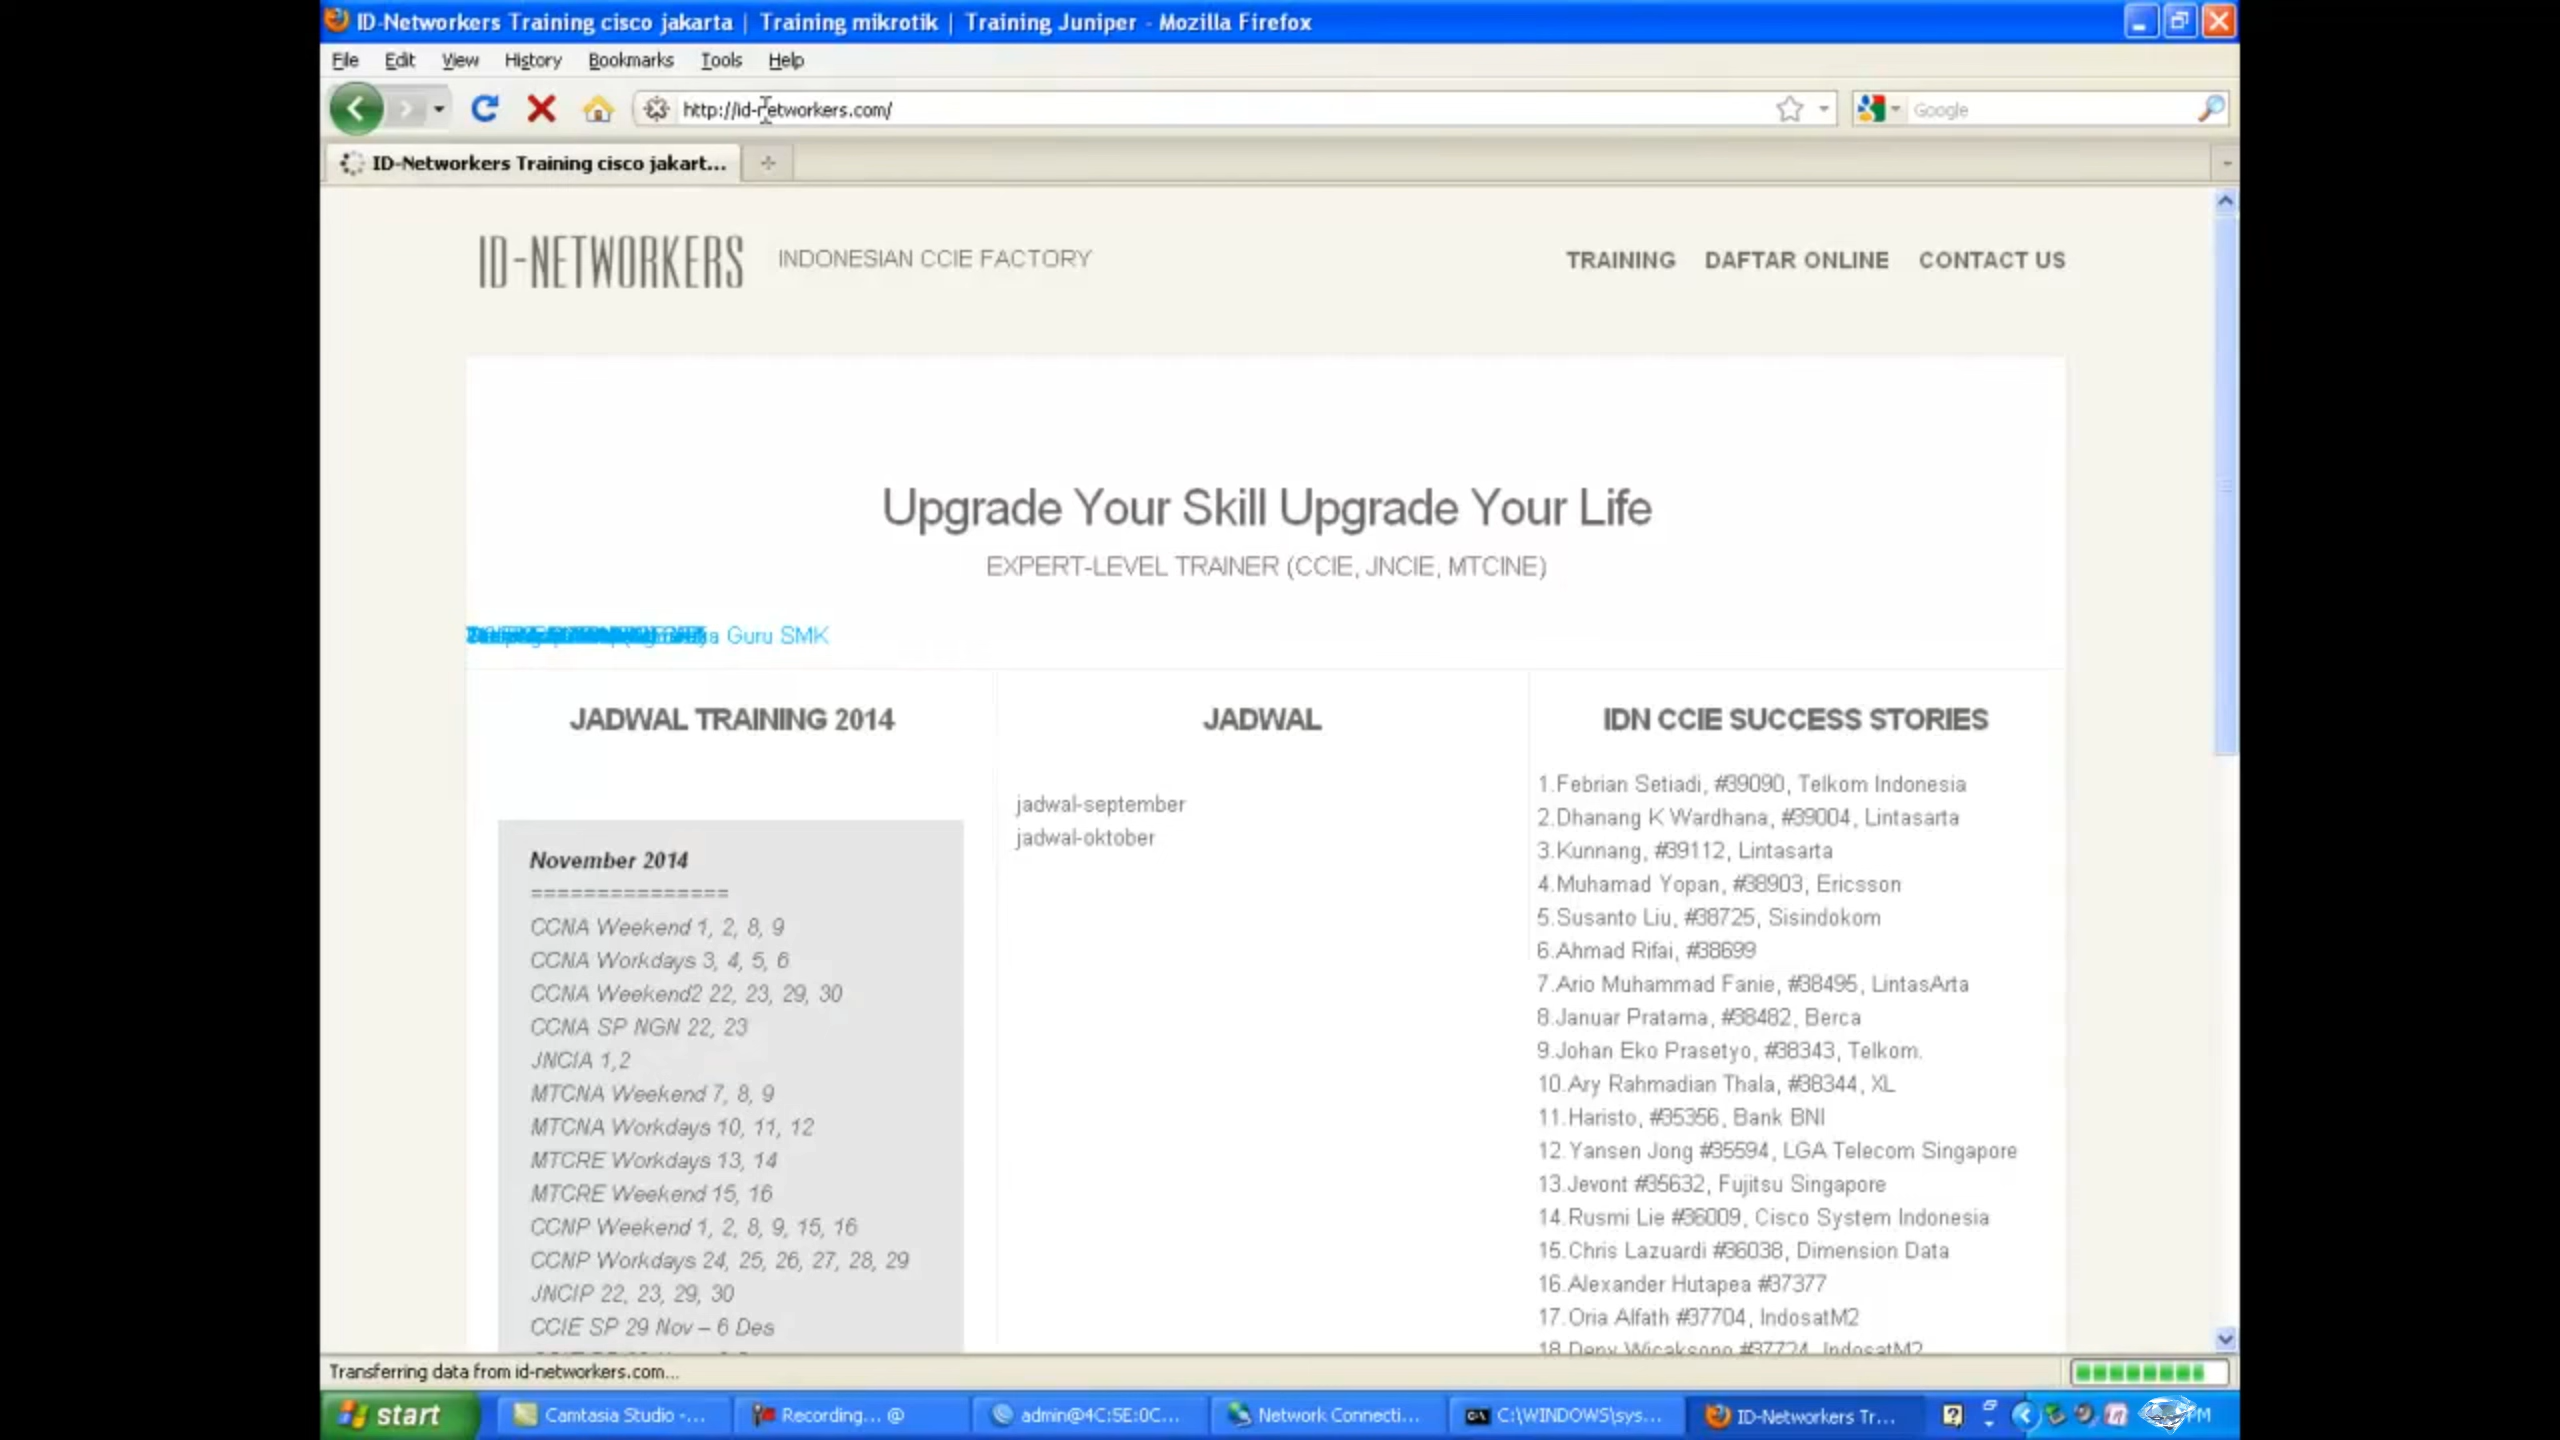 ID-Networkers Training cisco jakarta | Training mikrotik | Training Juniper - Mozilla Firefox
File Edit View History Bookmarks Tools Help
http://id-networkers.com/
Google
ID-Networkers Training cisco jakart...
ID-NETWORKERS INDONESIAN CCIE FACTORY
TRAINING DAFTAR ONLINE CONTACT US
Upgrade Your Skill Upgrade Your Life
EXPERT-LEVEL TRAINER (CCIE, JNCIE, MTCINE)
Guru SMK
JADWAL TRAINING 2014
November 2014
===============
CCNA Weekend 1, 2, 8, 9
CCNA Workdays 3, 4, 5, 6
CCNA Weekend2 22, 23, 29, 30
CCNA SP NGN 22, 23
JNCIA 1,2
MTCNA Weekend 7, 8, 9
MTCNA Workdays 10, 11, 12
MTCRE Workdays 13, 14
MTCRE Weekend 15, 16
CCNP Weekend 1, 2, 8, 9, 15, 16
CCNP Workdays 24, 25, 26, 27, 28, 29
JNCIP 22, 23, 29, 30
CCIE SP 29 Nov – 6 Des
JADWAL
jadwal-september
jadwal-oktober
IDN CCIE SUCCESS STORIES
1.Febrian Setiadi, #39090, Telkom Indonesia
2.Dhanang K Wardhana, #39004, Lintasarta
3.Kunnang, #39112, Lintasarta
4.Muhamad Yopan, #38903, Ericsson
5.Susanto Liu, #38725, Sisindokom
6.Ahmad Rifai, #38699
7.Ario Muhammad Fanie, #38495, LintasArta
8.Januar Pratama, #38482, Berca
9.Johan Eko Prasetyo, #38343, Telkom.
10.Ary Rahmadian Thala, #38344, XL
11.Haristo, #35356, Bank BNI
12.Yansen Jong #35594, LGA Telecom Singapore
13.Jevont #35632, Fujitsu Singapore
14.Rusmi Lie #36009, Cisco System Indonesia
15.Chris Lazuardi #36038, Dimension Data
16.Alexander Hutapea #37377
17.Oria Alfath #37704, IndosatM2
18.Deny Wicaksono #37724, IndosatM2
Transferring data from id-networkers.com...
start
Camtasia Studio -...
Recording... @
admin@4C:5E:0C...
Network Connecti...
C:\WINDOWS\sys...
ID-Networkers Tr...
PM